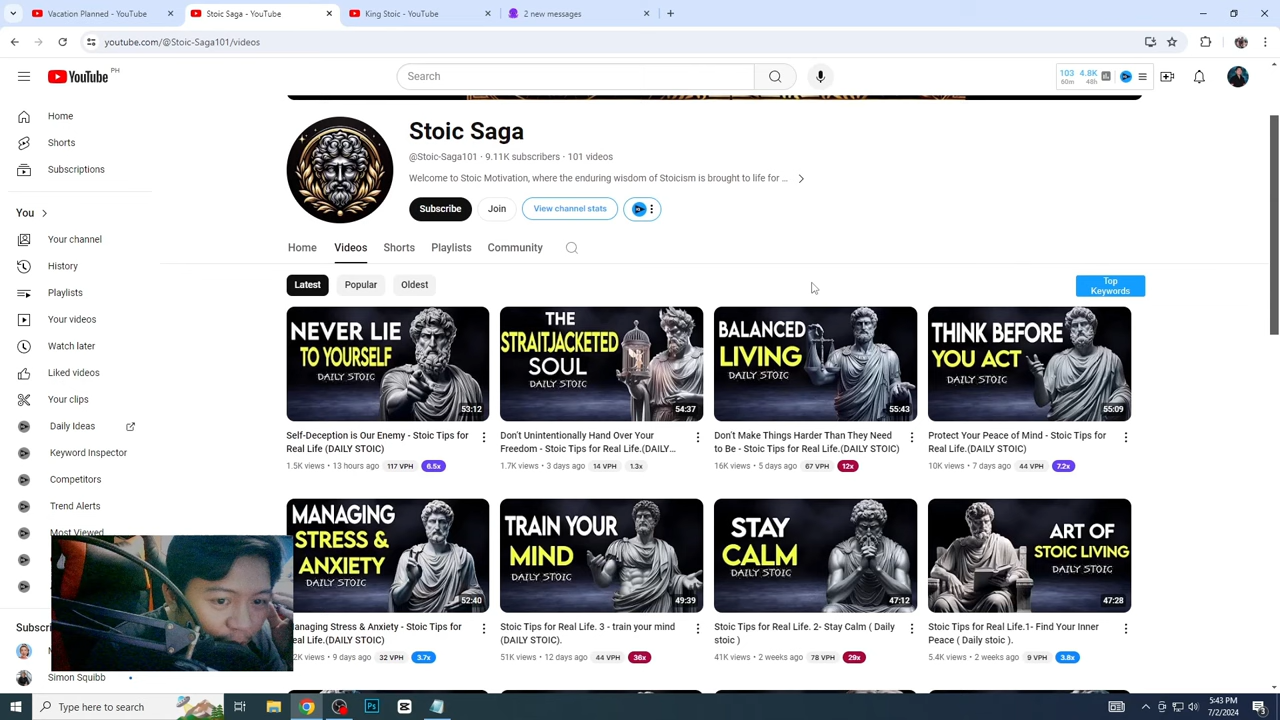 Vacation Planned - YouTube
Stoic Saga - YouTube
King Stoic - YouTube
2 new messages
youtube.com/@Stoic-Saga101/videos
YouTube PH
Search
103 60m
4.8K 48h
Home
Shorts
Subscriptions
You
Your channel
History
Playlists
Your videos
Watch later
Liked videos
Your clips
Daily Ideas
Keyword Inspector
Competitors
Trend Alerts
Most Viewed
Simon Squibb
Stoic Saga
@Stoic-Saga101 · 9.11K subscribers · 101 videos
Welcome to Stoic Motivation, where the enduring wisdom of Stoicism is brought to life for ...
Subscribe
Join
View channel stats
Home
Videos
Shorts
Playlists
Community
Latest
Popular
Oldest
Top
Keywords
NEVER LIE
TO YOURSELF
DAILY STOIC
53:12
Self-Deception is Our Enemy - Stoic Tips for
Real Life (DAILY STOIC)
1.5K views · 13 hours ago 117 VPH 6.5x
THE
STRAITJACKETED
SOUL
DAILY STOIC
54:37
Don't Unintentionally Hand Over Your
Freedom - Stoic Tips for Real Life.(DAILY...
1.7K views · 3 days ago 14 VPH 1.3x
BALANCED
LIVING
DAILY STOIC
55:43
Don't Make Things Harder Than They Need
to Be - Stoic Tips for Real Life.(DAILY STOIC)
16K views · 5 days ago 67 VPH 12x
THINK BEFORE
YOU ACT
DAILY STOIC
55:09
Protect Your Peace of Mind - Stoic Tips for
Real Life.(DAILY STOIC)
10K views · 7 days ago 44 VPH 7.2x
MANAGING
STRESS &
ANXIETY
DAILY STOIC
52:40
anaging Stress & Anxiety - Stoic Tips for
eal Life.(DAILY STOIC)
2K views · 9 days ago 32 VPH 3.7x
TRAIN YOUR
MIND
DAILY STOIC
49:39
Stoic Tips for Real Life. 3 - train your mind
(DAILY STOIC).
51K views · 12 days ago 44 VPH 36x
STAY
CALM
DAILY STOIC
47:12
Stoic Tips for Real Life. 2- Stay Calm ( Daily
stoic )
41K views · 2 weeks ago 78 VPH 29x
ART OF
STOIC LIVING
DAILY STOIC
47:28
Stoic Tips for Real Life.1- Find Your Inner
Peace ( Daily stoic ).
5.4K views · 2 weeks ago 9 VPH 3.8x
Type here to search
Ps
5:43 PM
7/2/2024
3